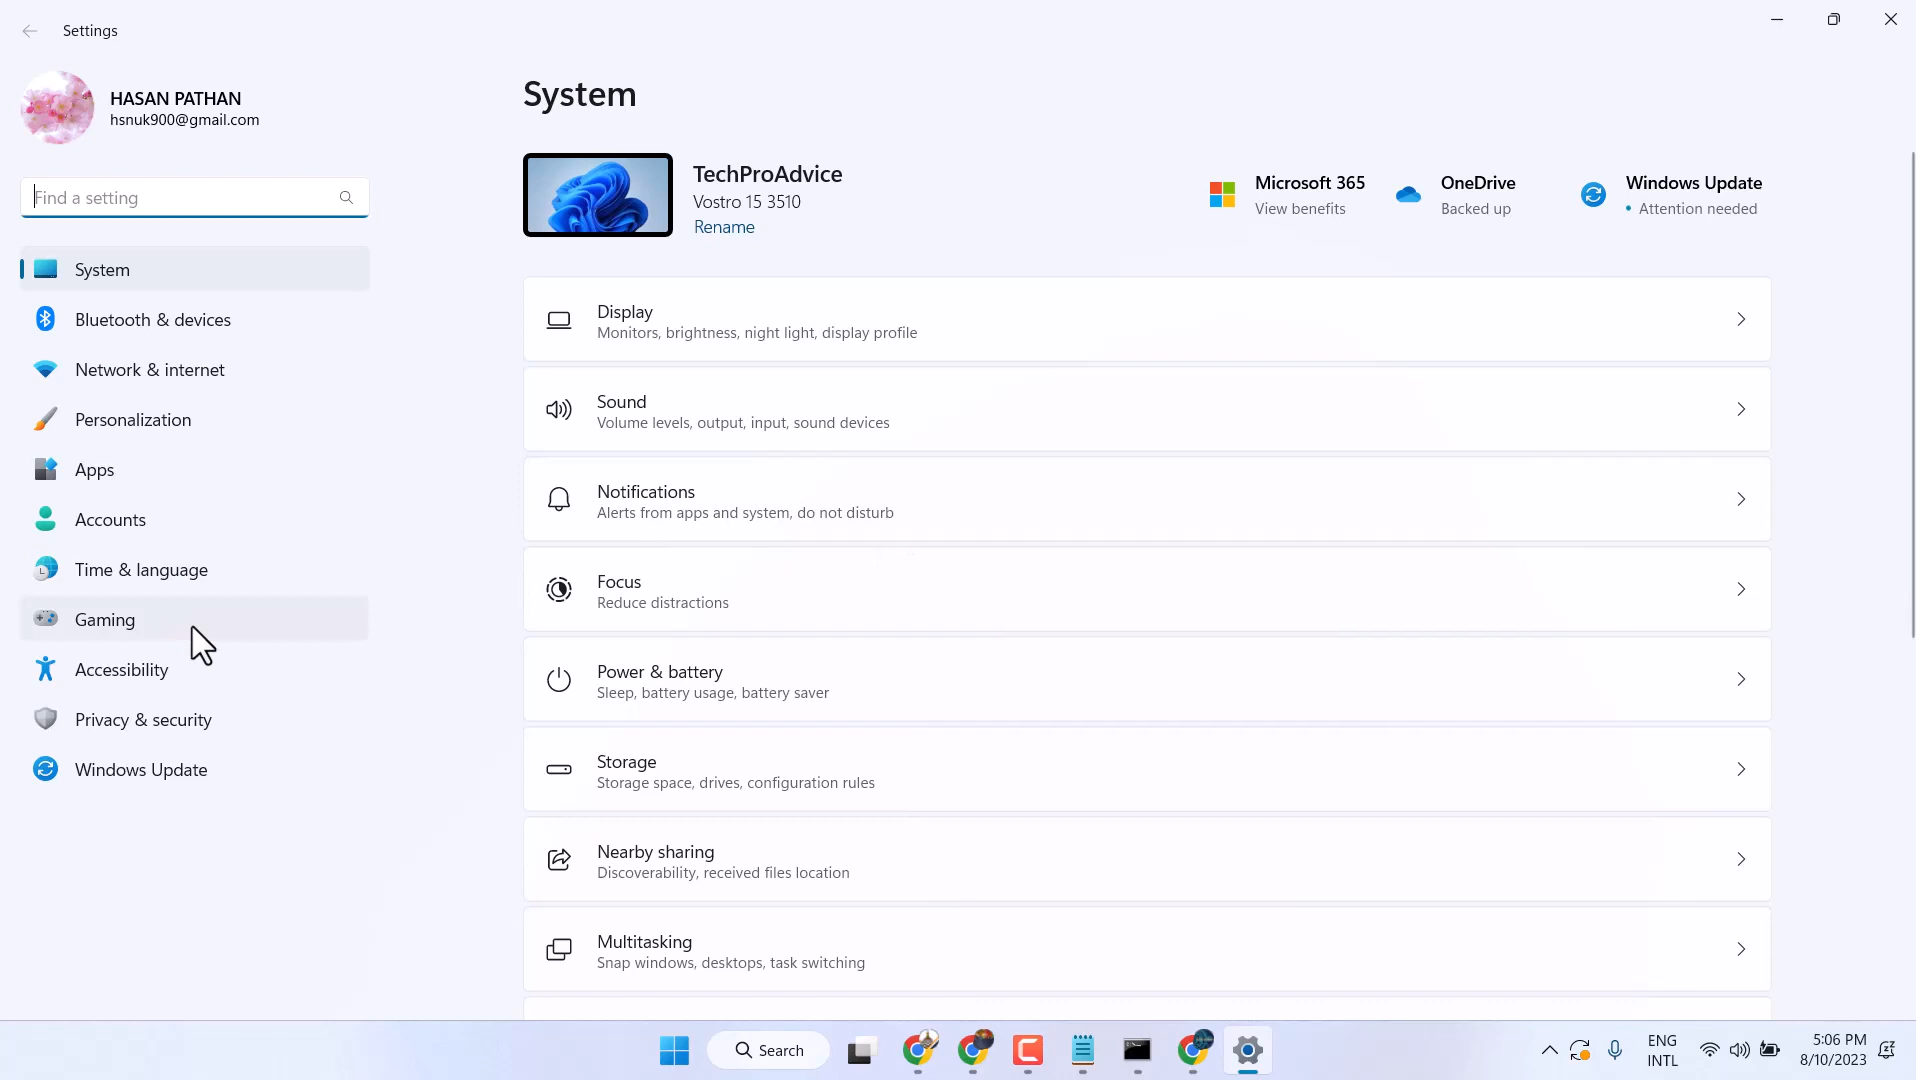 Settings
HASAN PATHAN
hsnuk900@gmail.com
Find a setting
System
Bluetooth & devices
Network & internet
Personalization
Apps
Accounts
Time & language
Gaming
Accessibility
Privacy & security
Windows Update
System
TechProAdvice
Vostro 15 3510
Rename
Microsoft 365
View benefits
OneDrive
Backed up
Windows Update
• Attention needed
Display
Monitors, brightness, night light, display profile
Sound
Volume levels, output, input, sound devices
Notifications
Alerts from apps and system, do not disturb
Focus
Reduce distractions
Power & battery
Sleep, battery usage, battery saver
Storage
Storage space, drives, configuration rules
Nearby sharing
Discoverability, received files location
Multitasking
Snap windows, desktops, task switching
Search
ENG
INTL
5:06 PM
8/10/2023